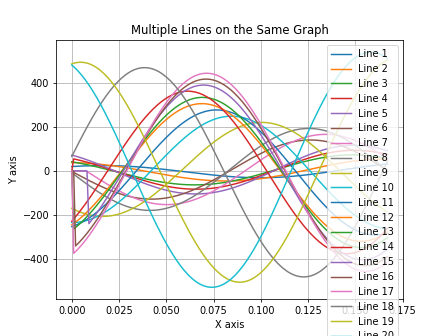 Multiple Lines on the Same Graph
Y axis
400
200
0
−200
−400
0.000
0.025
0.050
0.075
0.100
0.125
0.175
X axis
Line 1
Line 2
Line 3
Line 4
Line 5
Line 6
Line 7
Line 8
Line 9
Line 10
Line 11
Line 12
Line 13
Line 14
Line 15
Line 16
Line 17
Line 18
Line 19
Line 20